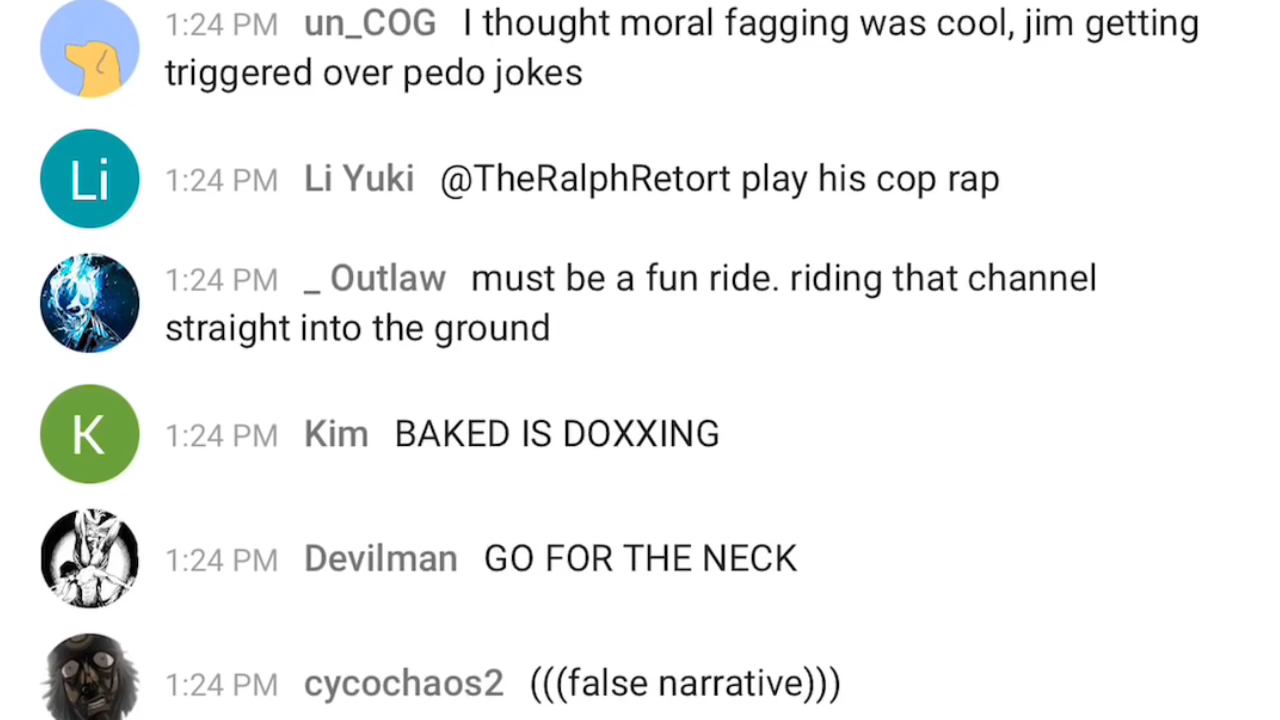 1:24 PM un_COG I thought moral fagging was cool, jim getting
triggered over pedo jokes
Li
1:24 PM Li Yuki @TheRalphRetort play his cop rap
1:24 PM _ Outlaw must be a fun ride. riding that channel
straight into the ground
K
1:24 PM Kim BAKED IS DOXXING
1:24 PM Devilman GO FOR THE NECK
1:24 PM cycochaos2 (((false narrative)))